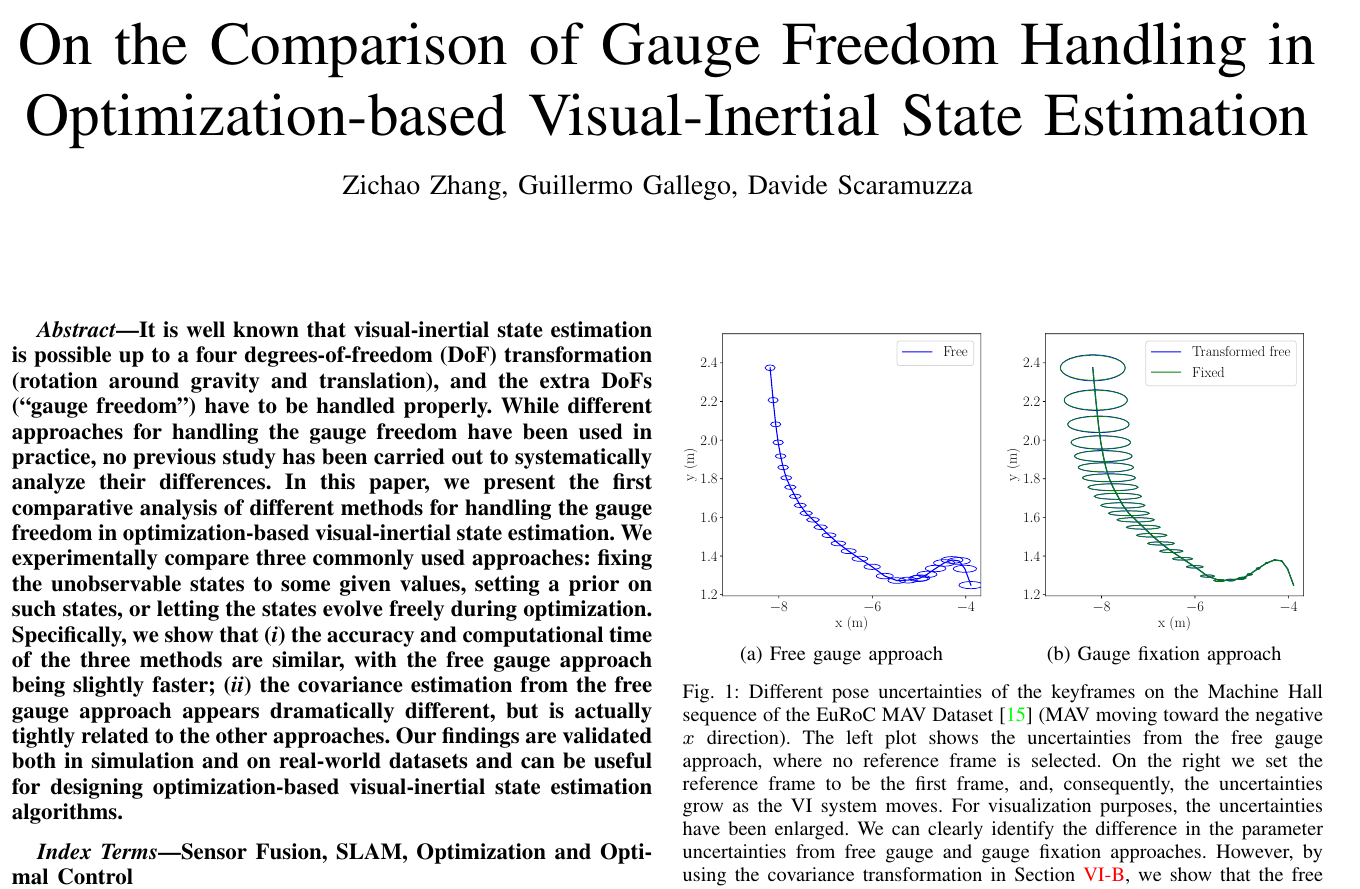 On the Comparison of Gauge Freedom Handling in
Optimization-based Visual-Inertial State Estimation
Zichao Zhang, Guillermo Gallego, Davide Scaramuzza
Abstract—It is well known that visual-inertial state estimation
is possible up to a four degrees-of-freedom (DoF) transformation
(rotation around gravity and translation), and the extra DoFs
(“gauge freedom”) have to be handled properly. While different
approaches for handling the gauge freedom have been used in
practice, no previous study has been carried out to systematically
analyze their differences. In this paper, we present the first
comparative analysis of different methods for handling the gauge
freedom in optimization-based visual-inertial state estimation. We
experimentally compare three commonly used approaches: fixing
the unobservable states to some given values, setting a prior on
such states, or letting the states evolve freely during optimization.
Specifically, we show that (i) the accuracy and computational time
of the three methods are similar, with the free gauge approach
being slightly faster; (ii) the covariance estimation from the free
gauge approach appears dramatically different, but is actually
tightly related to the other approaches. Our findings are validated
both in simulation and on real-world datasets and can be useful
for designing optimization-based visual-inertial state estimation
algorithms.
Index Terms—Sensor Fusion, SLAM, Optimization and Opti-
mal Control
Free
2.4
2.2
2.0
1.8
1.6
1.4
1.2
y (m)
−8
−6
−4
x (m)
(a) Free gauge approach
Transformed free
Fixed
2.4
2.2
2.0
1.8
1.6
1.4
1.2
y (m)
−8
−6
−4
x (m)
(b) Gauge fixation approach
Fig. 1: Different pose uncertainties of the keyframes on the Machine Hall
sequence of the EuRoC MAV Dataset [15] (MAV moving toward the negative
x direction). The left plot shows the uncertainties from the free gauge
approach, where no reference frame is selected. On the right we set the
reference frame to be the first frame, and, consequently, the uncertainties
grow as the VI system moves. For visualization purposes, the uncertainties
have been enlarged. We can clearly identify the difference in the parameter
uncertainties from free gauge and gauge fixation approaches. However, by
using the covariance transformation in Section VI-B, we show that the free